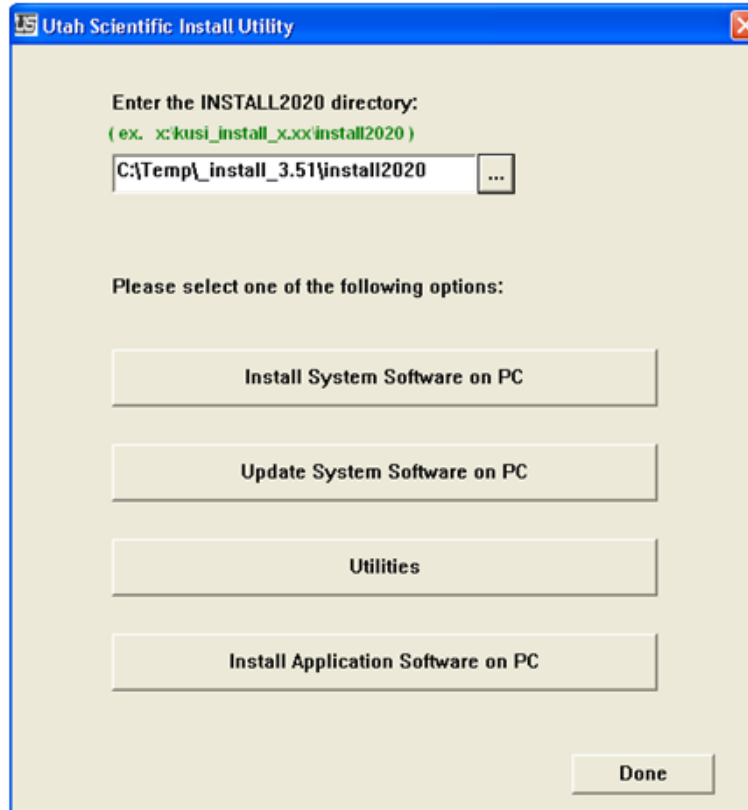 US Utah Scientific Install Utility
Enter the INSTALL2020 directory:
( ex. x:\kusi_install_x.xx\install2020 )
C:\Temp\_install_3.51\install2020 ...
Please select one of the following options:
Install System Software on PC
Update System Software on PC
Utilities
Install Application Software on PC
Done